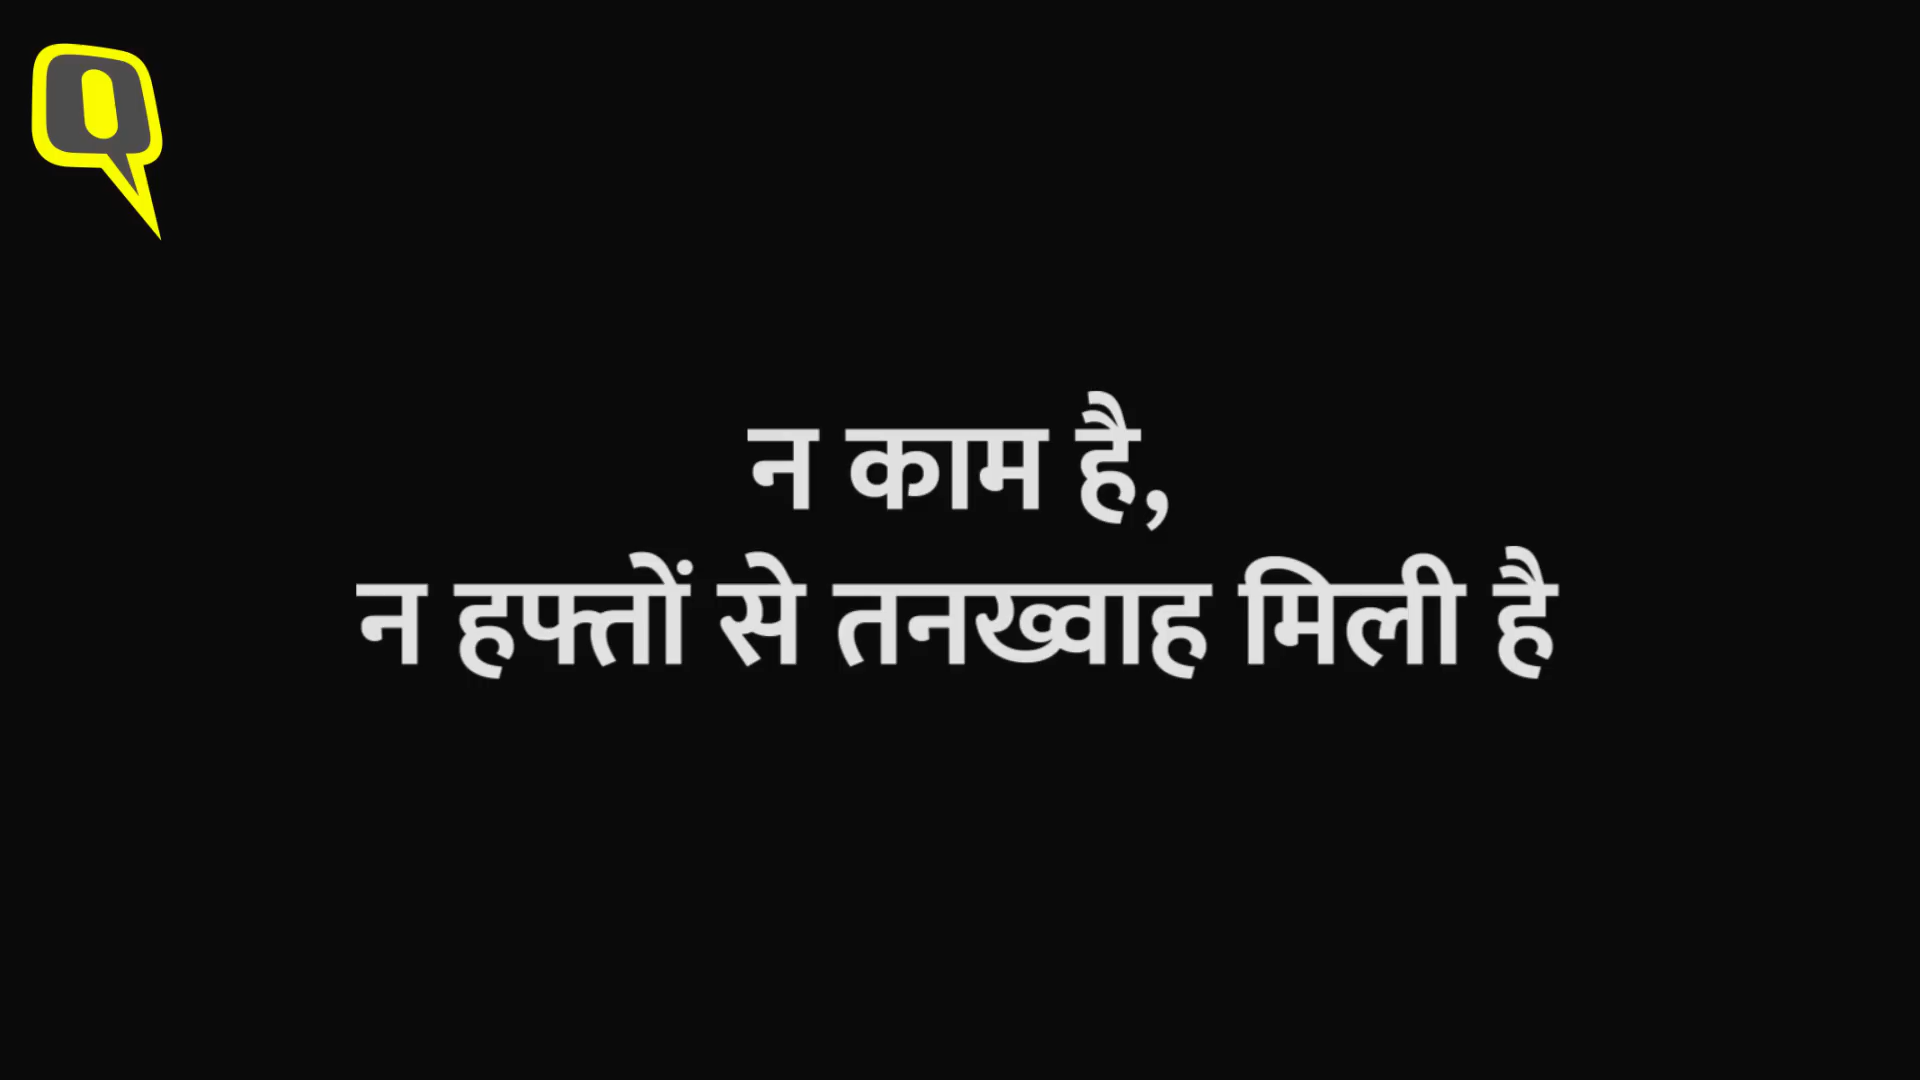 न काम है,
न हफ्तों से तनख्वाह मिली है